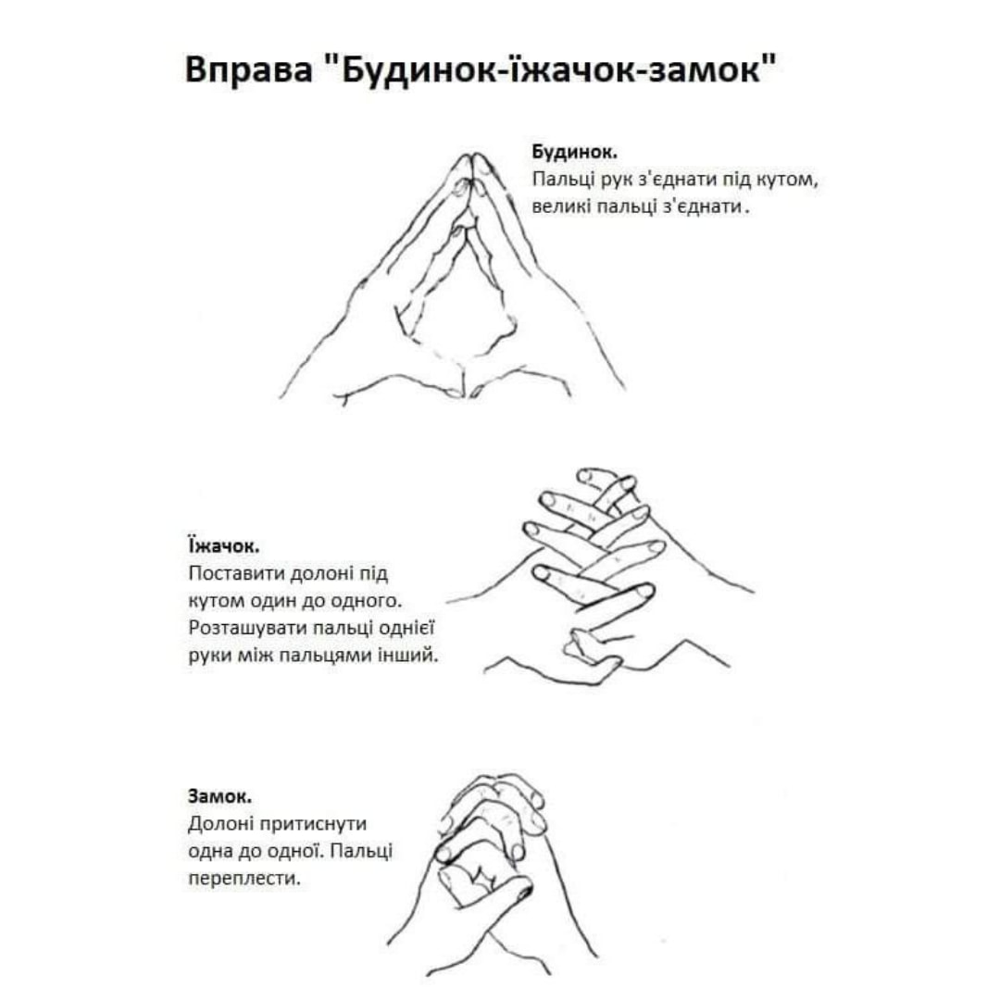 Вправа "Будинок-їжачок-замок"
Будинок.
Пальці рук з'єднати під кутом,
великі пальці з'єднати.
Їжачок.
Поставити долоні під
кутом один до одного.
Розташувати пальці однієї
руки між пальцями інший.
Замок.
Долоні притиснути
одна до одної. Пальці
переплести.